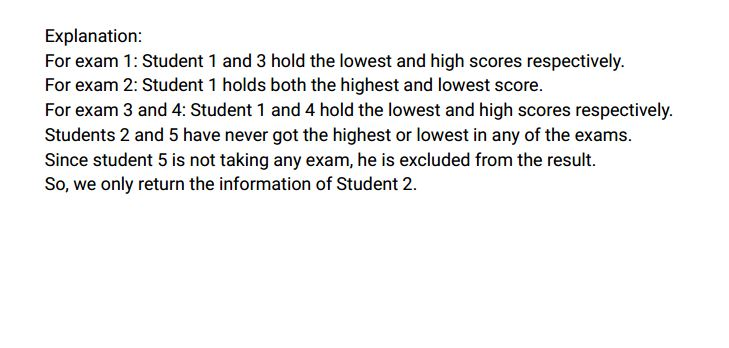 Explanation:
For exam 1: Student 1 and 3 hold the lowest and high scores respectively.
For exam 2: Student 1 holds both the highest and lowest score.
For exam 3 and 4: Student 1 and 4 hold the lowest and high scores respectively.
Students 2 and 5 have never got the highest or lowest in any of the exams.
Since student 5 is not taking any exam, he is excluded from the result.
So, we only return the information of Student 2.